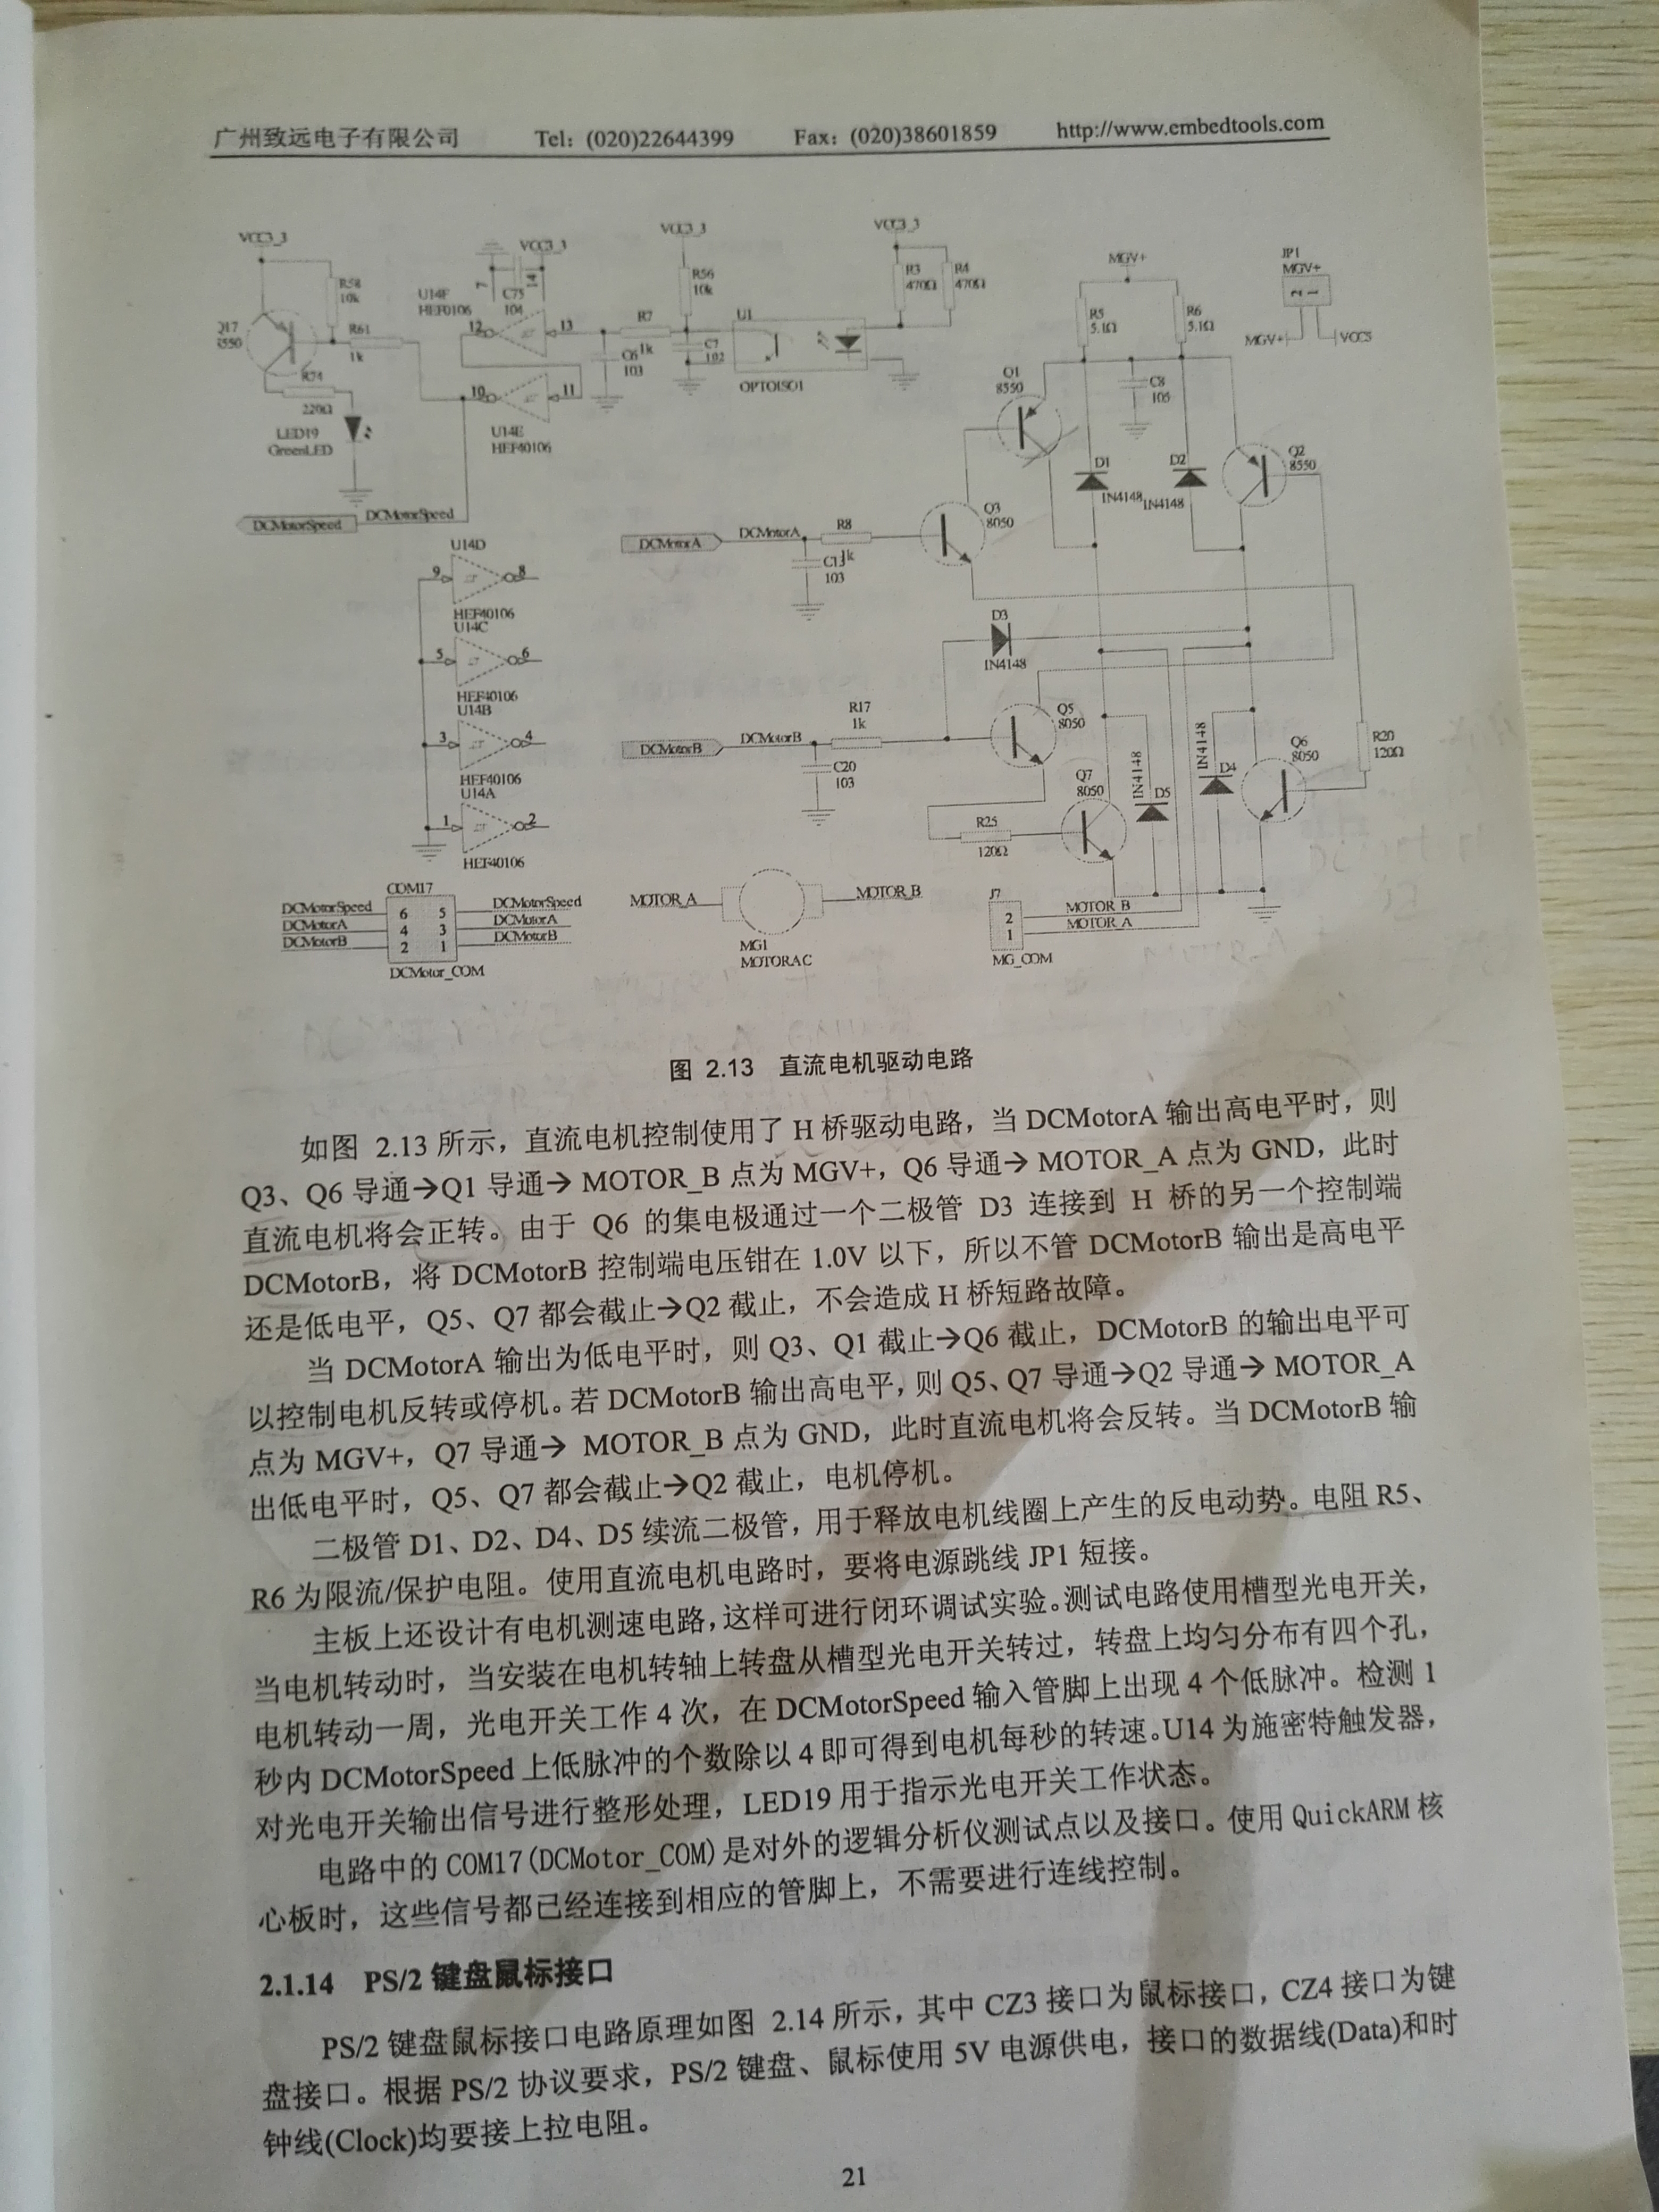 广州致远电子有限公司 Tel：(020)22644399 Fax：(020)38601859 http://www.embedtools.com
VCC3_3 VCC3_3 VCC3_3 VCC3_3
MGV+ JP1
MGV+
R58
10k
U14F
HEF40106
C75
104
7 14
R56
10k
R3
470Ω
R4
470Ω
R5
5.1Ω
R6
5.1Ω
2 1
MGV+ VCC5
Q17
8550
R61
1k
12 13
R7
1k
U1
C6
103
C7
102
OPTOISO1
Q1
8550
C8
105
R74
220Ω
10 11
LED19
GreenLED
U14E
HEF40106
D1
1N4148
D2
1N4148
Q2
8550
DCMotorSpeed DCMotorSpeed
DCMotorA DCMotorA
R8
1k
C13
103
Q3
8050
U14D
9 8
HEF40106
U14C
5 6
HEF40106
U14B
3 4
HEF40106
U14A
1 2
HEF40106
D3
1N4148
DCMotorB DCMotorB
R17
1k
C20
103
Q5
8050
Q7
8050
1N4148
D5
1N4148
D4
Q6
8050
R20
120Ω
R25
120Ω
COM17
DCMotorSpeed 6 5 DCMotorSpeed
DCMotorA 4 3 DCMotorA
DCMotorB 2 1 DCMotorB
DCMotor_COM
MOTOR_A MOTOR_B
MG1
MOTORAC
J7
2 MOTOR_B
1 MOTOR_A
MG_COM
图 2.13 直流电机驱动电路
如图 2.13 所示，直流电机控制使用了 H 桥驱动电路，当 DCMotorA 输出高电平时，则
Q3、Q6 导通→Q1 导通→ MOTOR_B 点为 MGV+，Q6 导通→ MOTOR_A 点为 GND，此时
直流电机将会正转。由于 Q6 的集电极通过一个二极管 D3 连接到 H 桥的另一个控制端
DCMotorB，将 DCMotorB 控制端电压钳在 1.0V 以下，所以不管 DCMotorB 输出是高电平
还是低电平，Q5、Q7 都会截止→Q2 截止，不会造成 H 桥短路故障。
当 DCMotorA 输出为低电平时，则 Q3、Q1 截止→Q6 截止，DCMotorB 的输出电平可
以控制电机反转或停机。若 DCMotorB 输出高电平，则 Q5、Q7 导通→Q2 导通→ MOTOR_A
点为 MGV+，Q7 导通→ MOTOR_B 点为 GND，此时直流电机将会反转。当 DCMotorB 输
出低电平时，Q5、Q7 都会截止→Q2 截止，电机停机。
二极管 D1、D2、D4、D5 续流二极管，用于释放电机线圈上产生的反电动势。电阻 R5、
R6 为限流/保护电阻。使用直流电机电路时，要将电源跳线 JP1 短接。
主板上还设计有电机测速电路，这样可进行闭环调试实验。测试电路使用槽型光电开关，
当电机转动时，当安装在电机转轴上转盘从槽型光电开关转过，转盘上均匀分布有四个孔，
电机转动一周，光电开关工作 4 次，在 DCMotorSpeed 输入管脚上出现 4 个低脉冲。检测 1
秒内 DCMotorSpeed 上低脉冲的个数除以 4 即可得到电机每秒的转速。U14 为施密特触发器，
对光电开关输出信号进行整形处理，LED19 用于指示光电开关工作状态。
电路中的 COM17(DCMotor_COM)是对外的逻辑分析仪测试点以及接口。使用 QuickARM 核
心板时，这些信号都已经连接到相应的管脚上，不需要进行连线控制。
2.1.14 PS/2 键盘鼠标接口
PS/2 键盘鼠标接口电路原理如图 2.14 所示，其中 CZ3 接口为鼠标接口，CZ4 接口为键
盘接口。根据 PS/2 协议要求，PS/2 键盘、鼠标使用 5V 电源供电，接口的数据线(Data)和时
钟线(Clock)均要接上拉电阻。
21